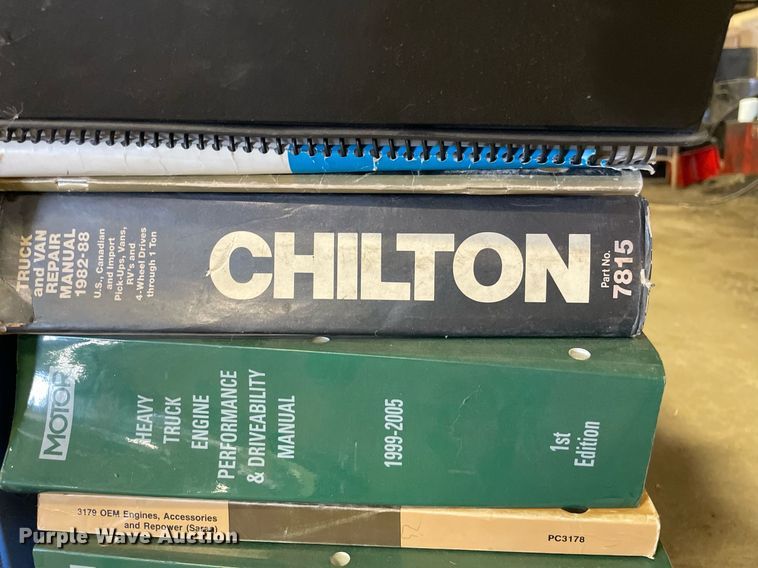 TRUCK
and VAN
REPAIR
MANUAL
1982-88
U.S., Canadian
and Import
Pick-Ups, Vans,
RV's and
4-Wheel Drives
through 1 Ton
CHILTON
Part No.
7815
MOTOR
HEAVY
TRUCK
ENGINE
PERFORMANCE
& DRIVEABILITY
MANUAL
1999-2005
1st
Edition
3179 OEM Engines, Accessories
and Repower (Saran)
PC3178
Purple Wave Auction